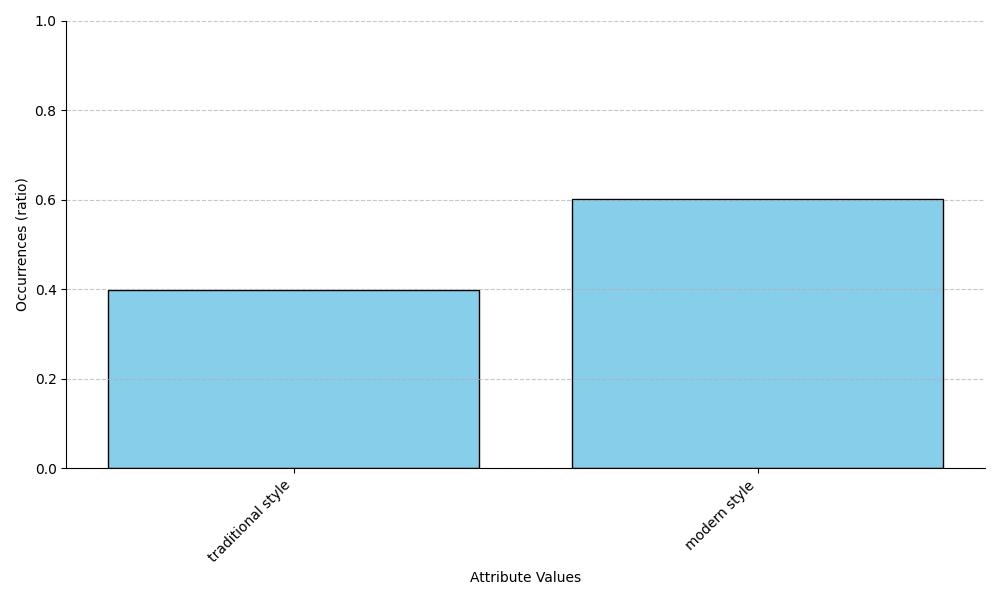 1.0
0.8
0.6
0.4
0.2
0.0
Occurrences (ratio)
traditional style
modern style
Attribute Values